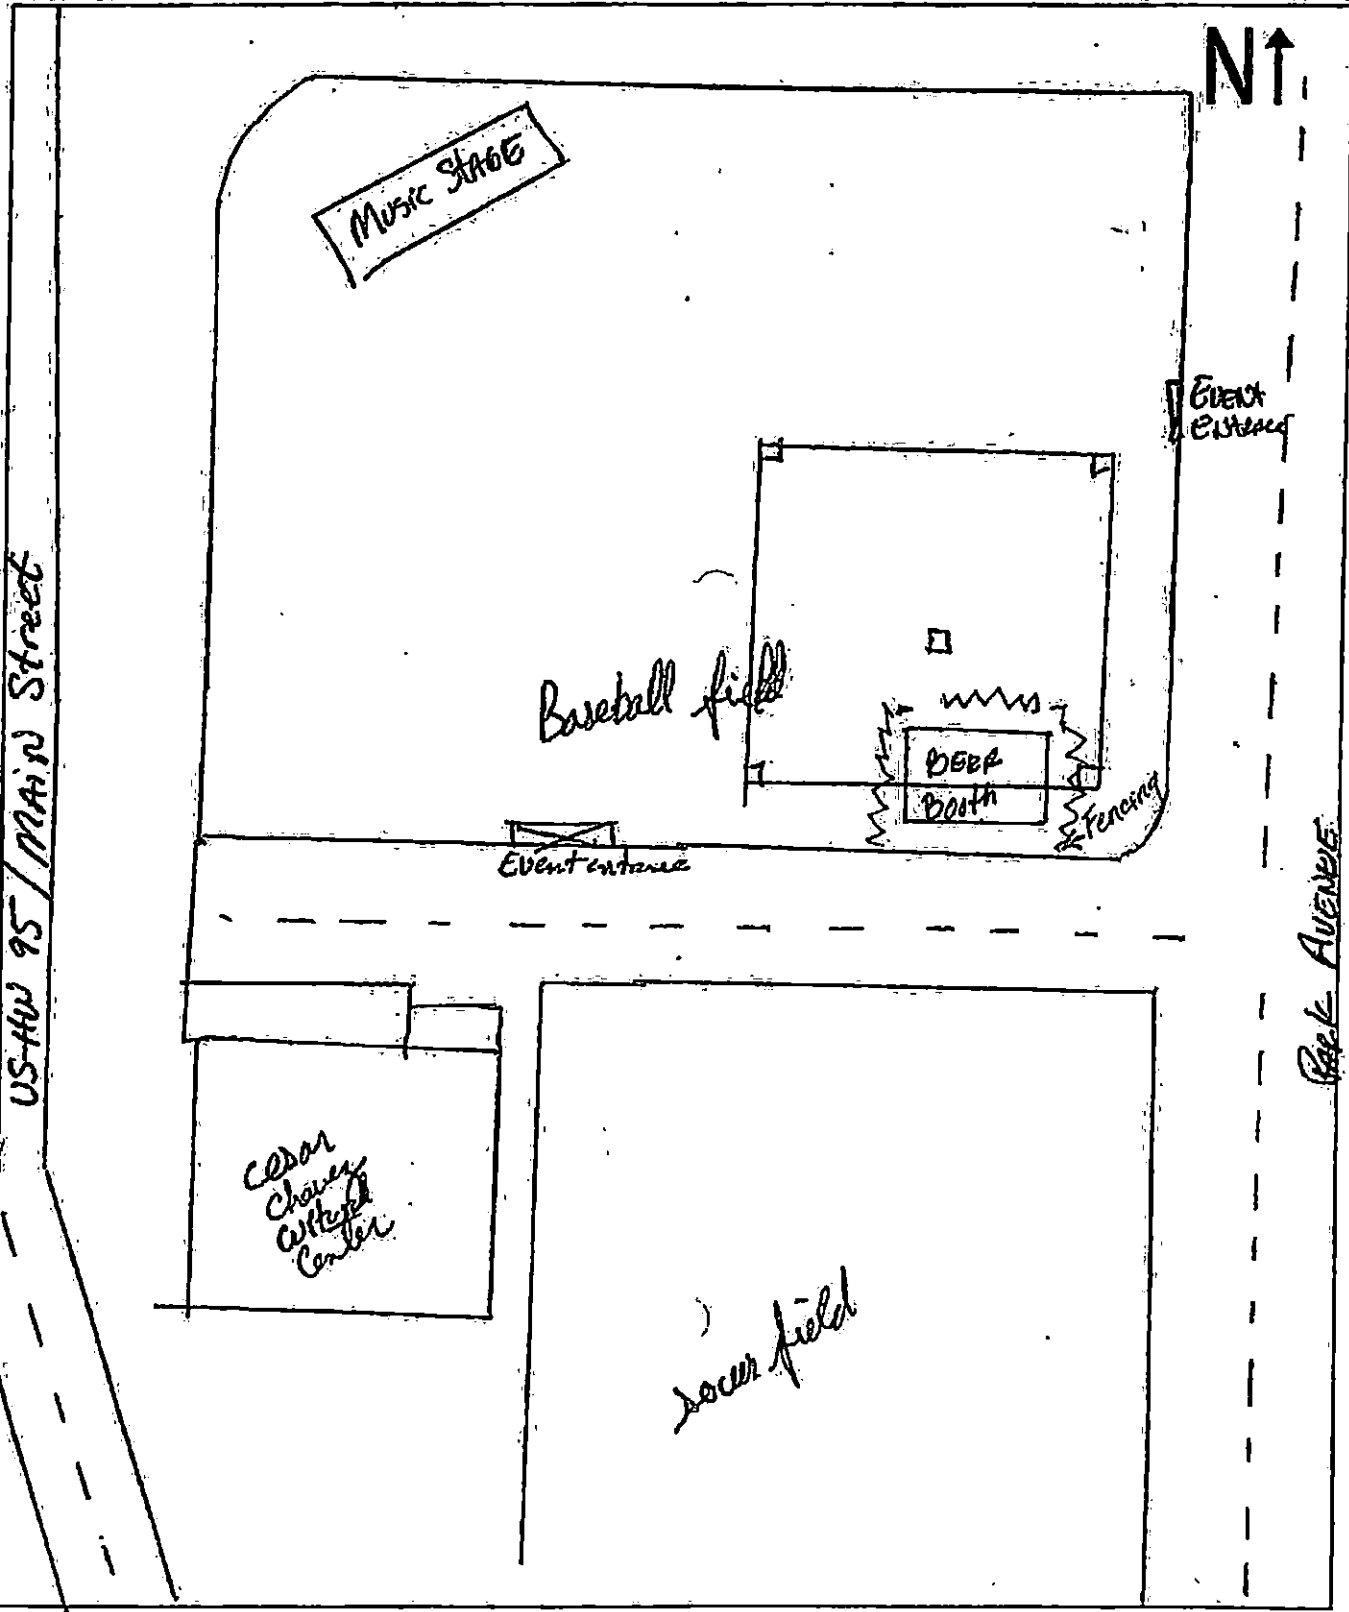 N
Music STAGE
EVENT
Entrance
US-HW 95 / MAIN Street
Baseball field
BEER
Booth
Fencing
Event entrance
PARK AVENUE
cesar
chavez
cultural
Center
soccer field